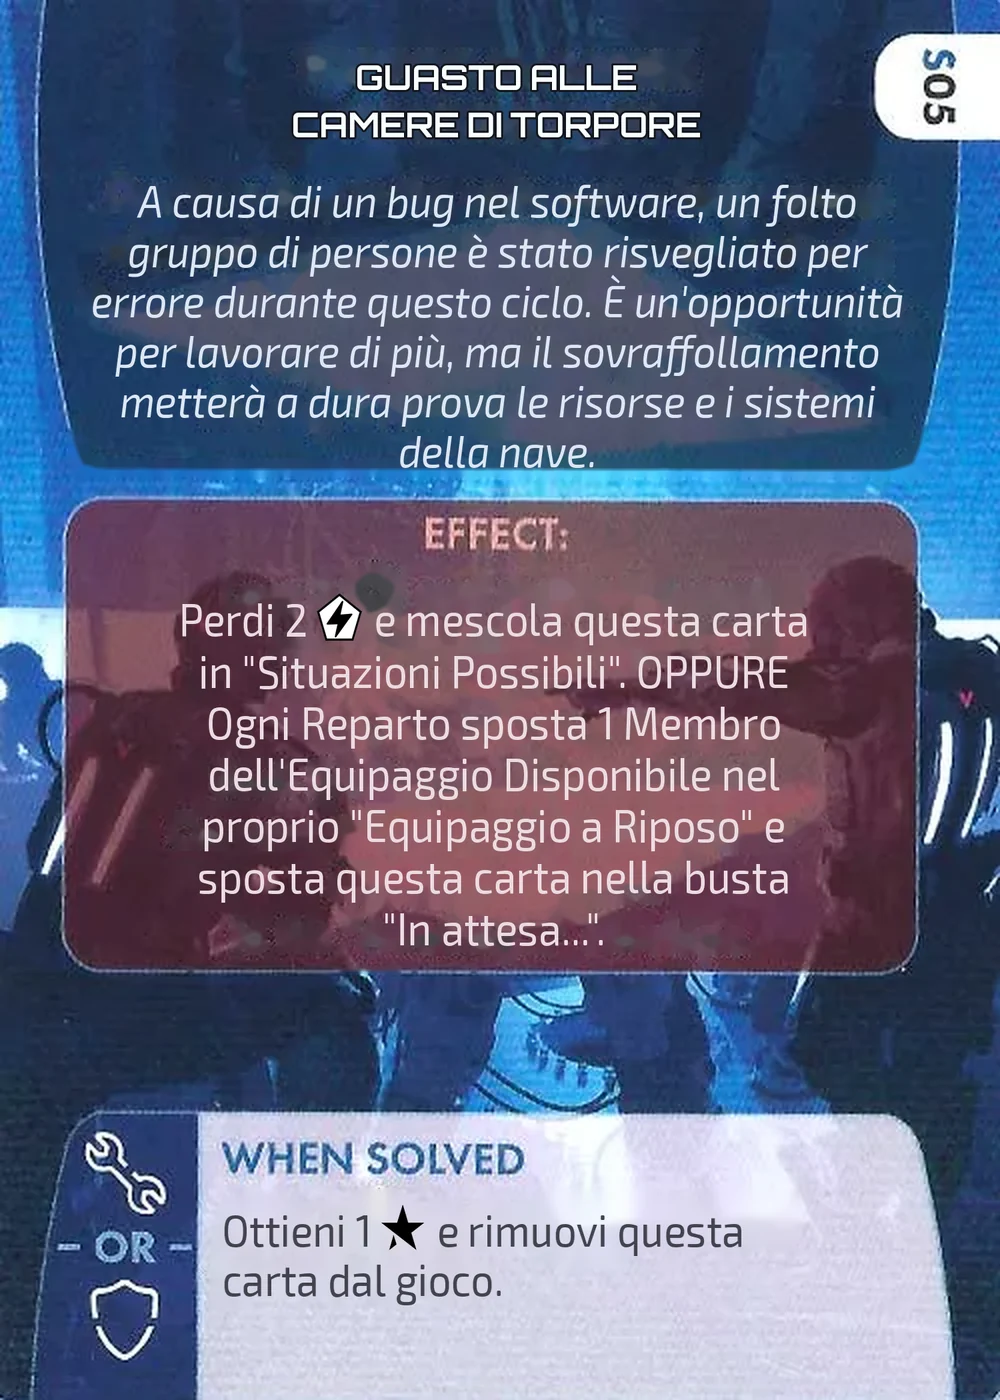 GUASTO ALLE
CAMERE DI TORPORE
S05
A causa di un bug nel software, un folto
gruppo di persone è stato risvegliato per
errore durante questo ciclo. È un'opportunità
per lavorare di più, ma il sovraffollamento
metterà a dura prova le risorse e i sistemi
della nave.
EFFECT:
Perdi 2 e mescola questa carta
in "Situazioni Possibili". OPPURE
Ogni Reparto sposta 1 Membro
dell'Equipaggio Disponibile nel
proprio "Equipaggio a Riposo" e
sposta questa carta nella busta
"In attesa...".
- OR -
WHEN SOLVED
Ottieni 1 ★ e rimuovi questa
carta dal gioco.